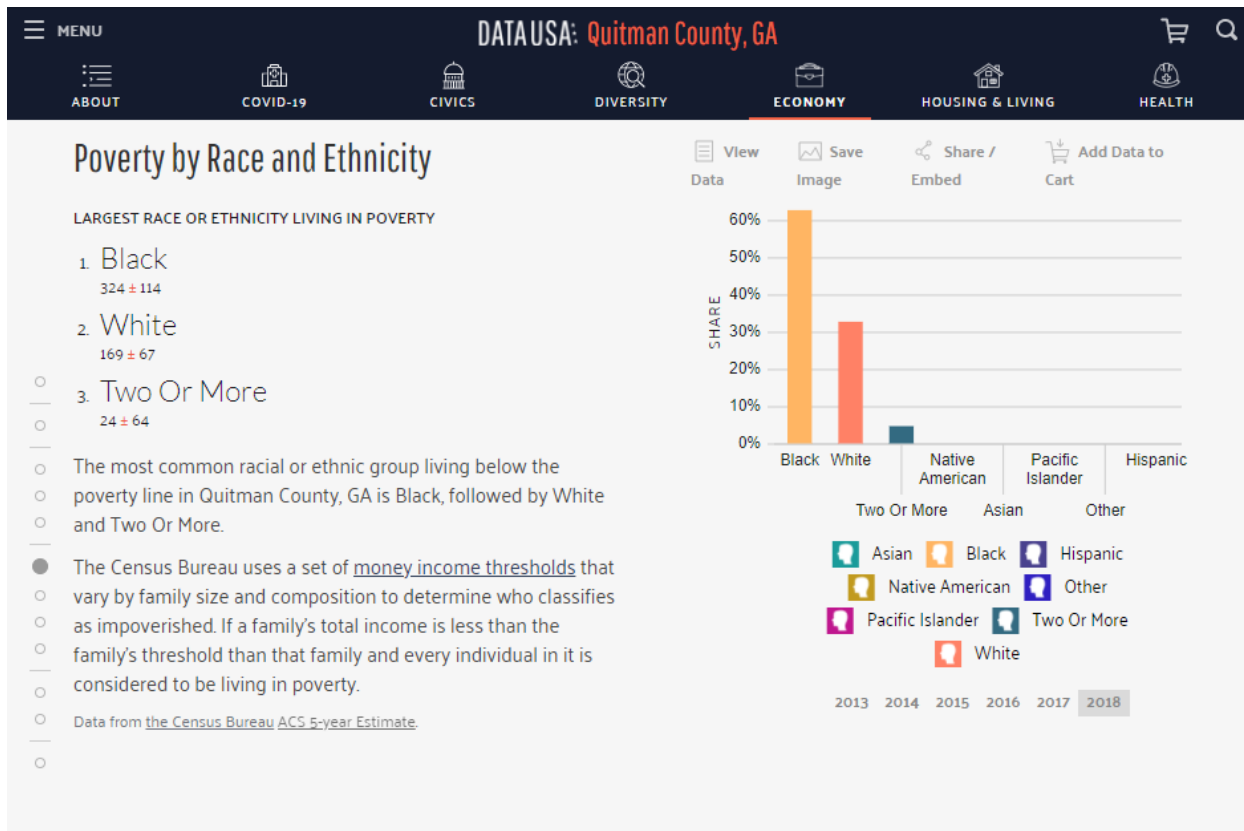 MENU
DATAUSA: Quitman County, GA
ABOUT
COVID-19
CIVICS
DIVERSITY
ECONOMY
HOUSING & LIVING
HEALTH
Poverty by Race and Ethnicity
LARGEST RACE OR ETHNICITY LIVING IN POVERTY
1. Black
324 ± 114
2. White
169 ± 67
3. Two Or More
24 ± 64
The most common racial or ethnic group living below the
poverty line in Quitman County, GA is Black, followed by White
and Two Or More.
The Census Bureau uses a set of money income thresholds that
vary by family size and composition to determine who classifies
as impoverished. If a family's total income is less than the
family's threshold than that family and every individual in it is
considered to be living in poverty.
Data from the Census Bureau ACS 5-year Estimate.
View
Data
Save
Image
Share /
Embed
Add Data to
Cart
60%
50%
40%
30%
20%
10%
0%
SHARE
Black White Native Pacific Hispanic
American Islander
Two Or More Asian Other
Asian Black Hispanic
Native American Other
Pacific Islander Two Or More
White
2013 2014 2015 2016 2017 2018